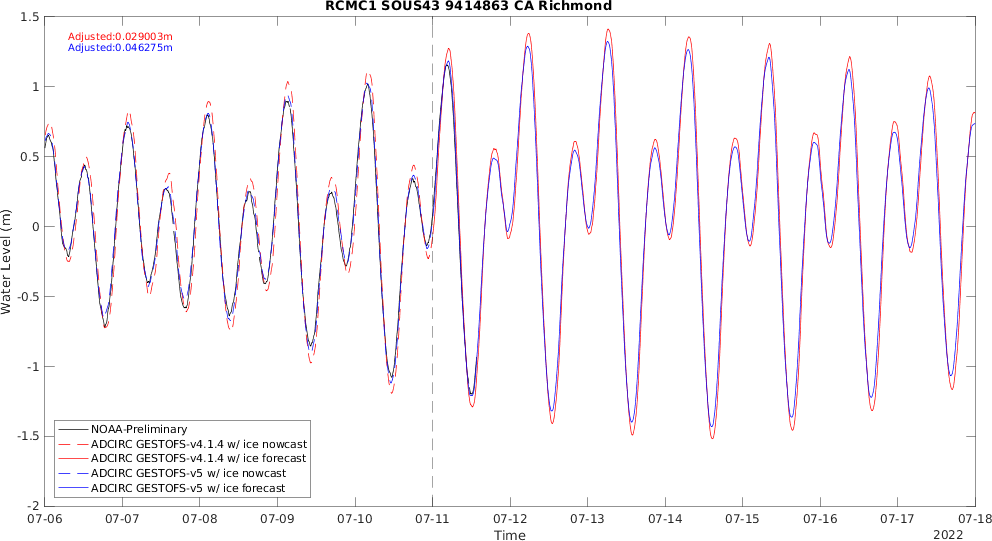 RCMC1 SOUS43 9414863 CA Richmond
Adjusted:0.029003m
Adjusted:0.046275m
1.5
1
0.5
0
-0.5
-1
-1.5
-2
Water Level (m)
NOAA-Preliminary
ADCIRC GESTOFS-v4.1.4 w/ ice nowcast
ADCIRC GESTOFS-v4.1.4 w/ ice forecast
ADCIRC GESTOFS-v5 w/ ice nowcast
ADCIRC GESTOFS-v5 w/ ice forecast
07-06 07-07 07-08 07-09 07-10 07-11 07-12 07-13 07-14 07-15 07-16 07-17 07-18
Time
2022